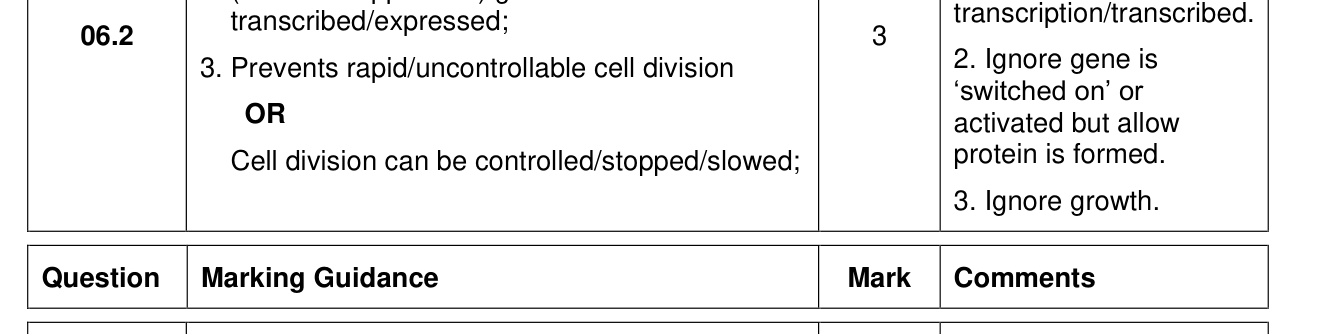 transcribed/expressed;
transcription/transcribed.
06.2
3
3. Prevents rapid/uncontrollable cell division
OR
Cell division can be controlled/stopped/slowed;
2. Ignore gene is
‘switched on’ or
activated but allow
protein is formed.
3. Ignore growth.
Question Marking Guidance Mark Comments